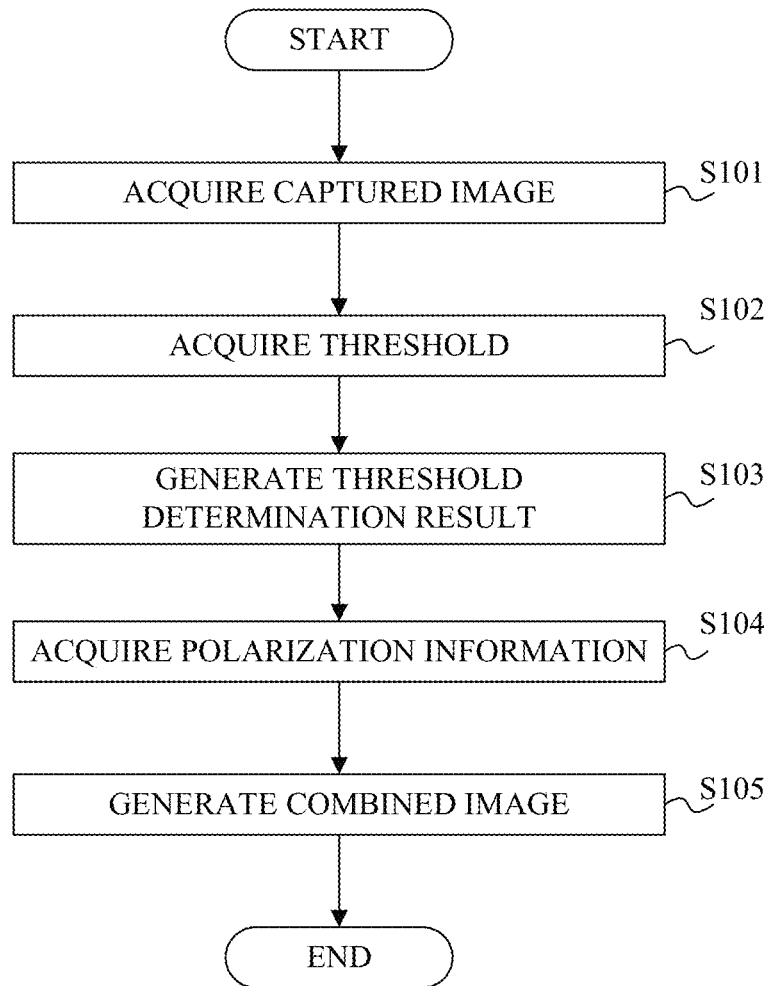 START
ACQUIRE CAPTURED IMAGE
S101
ACQUIRE THRESHOLD
S102
GENERATE THRESHOLD
DETERMINATION RESULT
S103
ACQUIRE POLARIZATION INFORMATION
S104
GENERATE COMBINED IMAGE
S105
END